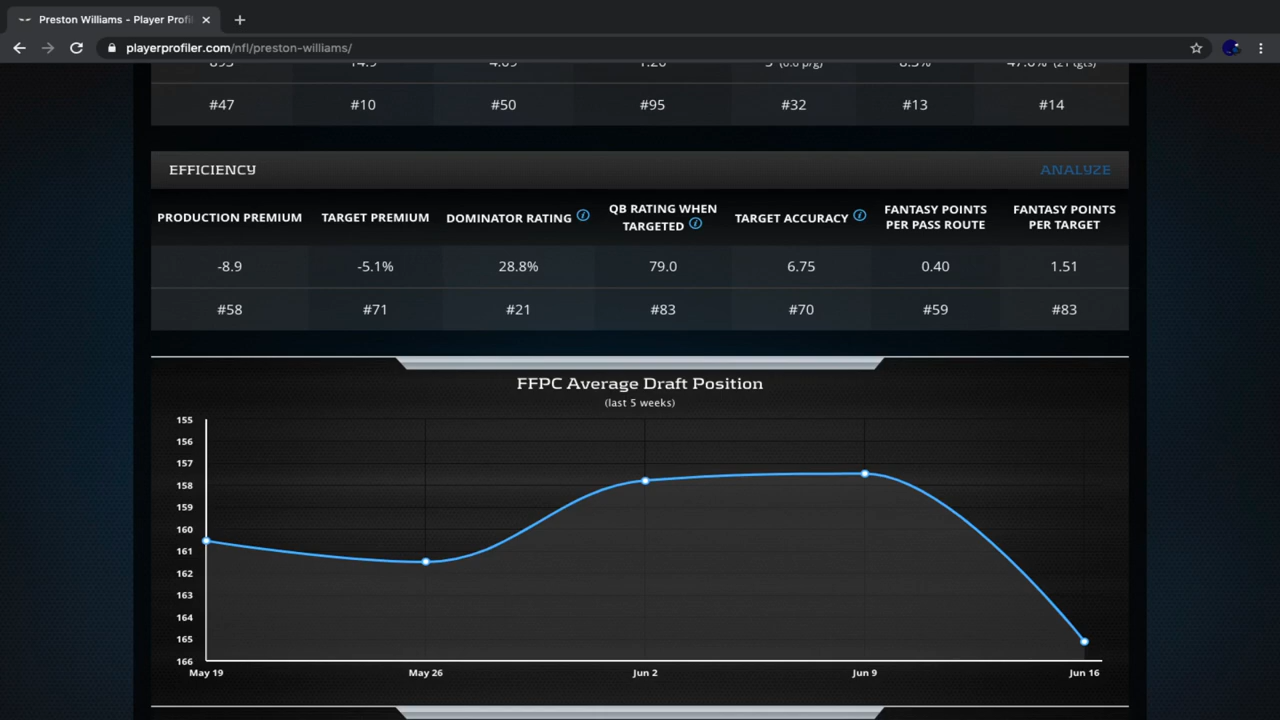 Preston Williams - Player Profi
playerprofiler.com/nfl/preston-williams/
#47 #10 #50 #95 #32 #13 #14
EFFICIENCY ANALYZE
PRODUCTION PREMIUM TARGET PREMIUM DOMINATOR RATING QB RATING WHEN TARGETED TARGET ACCURACY FANTASY POINTS PER PASS ROUTE FANTASY POINTS PER TARGET
-8.9 -5.1% 28.8% 79.0 6.75 0.40 1.51
#58 #71 #21 #83 #70 #59 #83
FFPC Average Draft Position
(last 5 weeks)
155
156
157
158
159
160
161
162
163
164
165
166
May 19 May 26 Jun 2 Jun 9 Jun 16